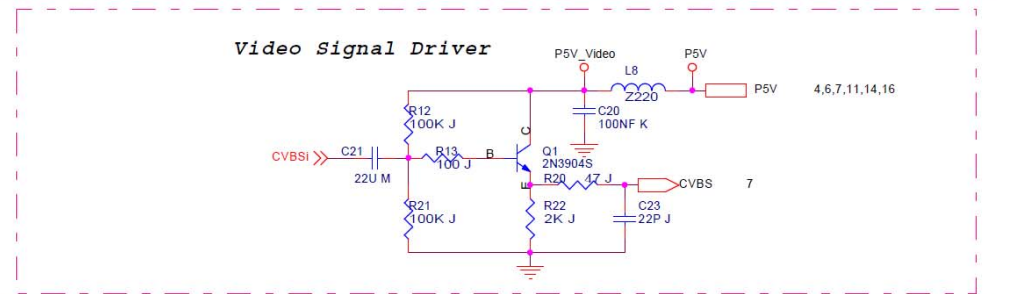 Video Signal Driver
P5V_Video
P5V
L8
Z220
P5V
4,6,7,11,14,16
R12
100K J
C20
100NF K
C
CVBSi
C21
22U M
R13
100 J
B
Q1
2N3904S
E
R20
47 J
CVBS
7
R21
100K J
R22
2K J
C23
22P J